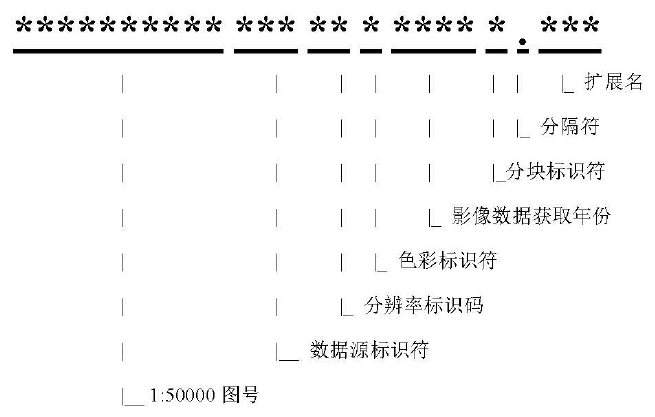 ********** *** ** * **** * . ***
扩展名
分隔符
分块标识符
影像数据获取年份
色彩标识符
分辨率标识码
数据源标识符
1:50000 图号